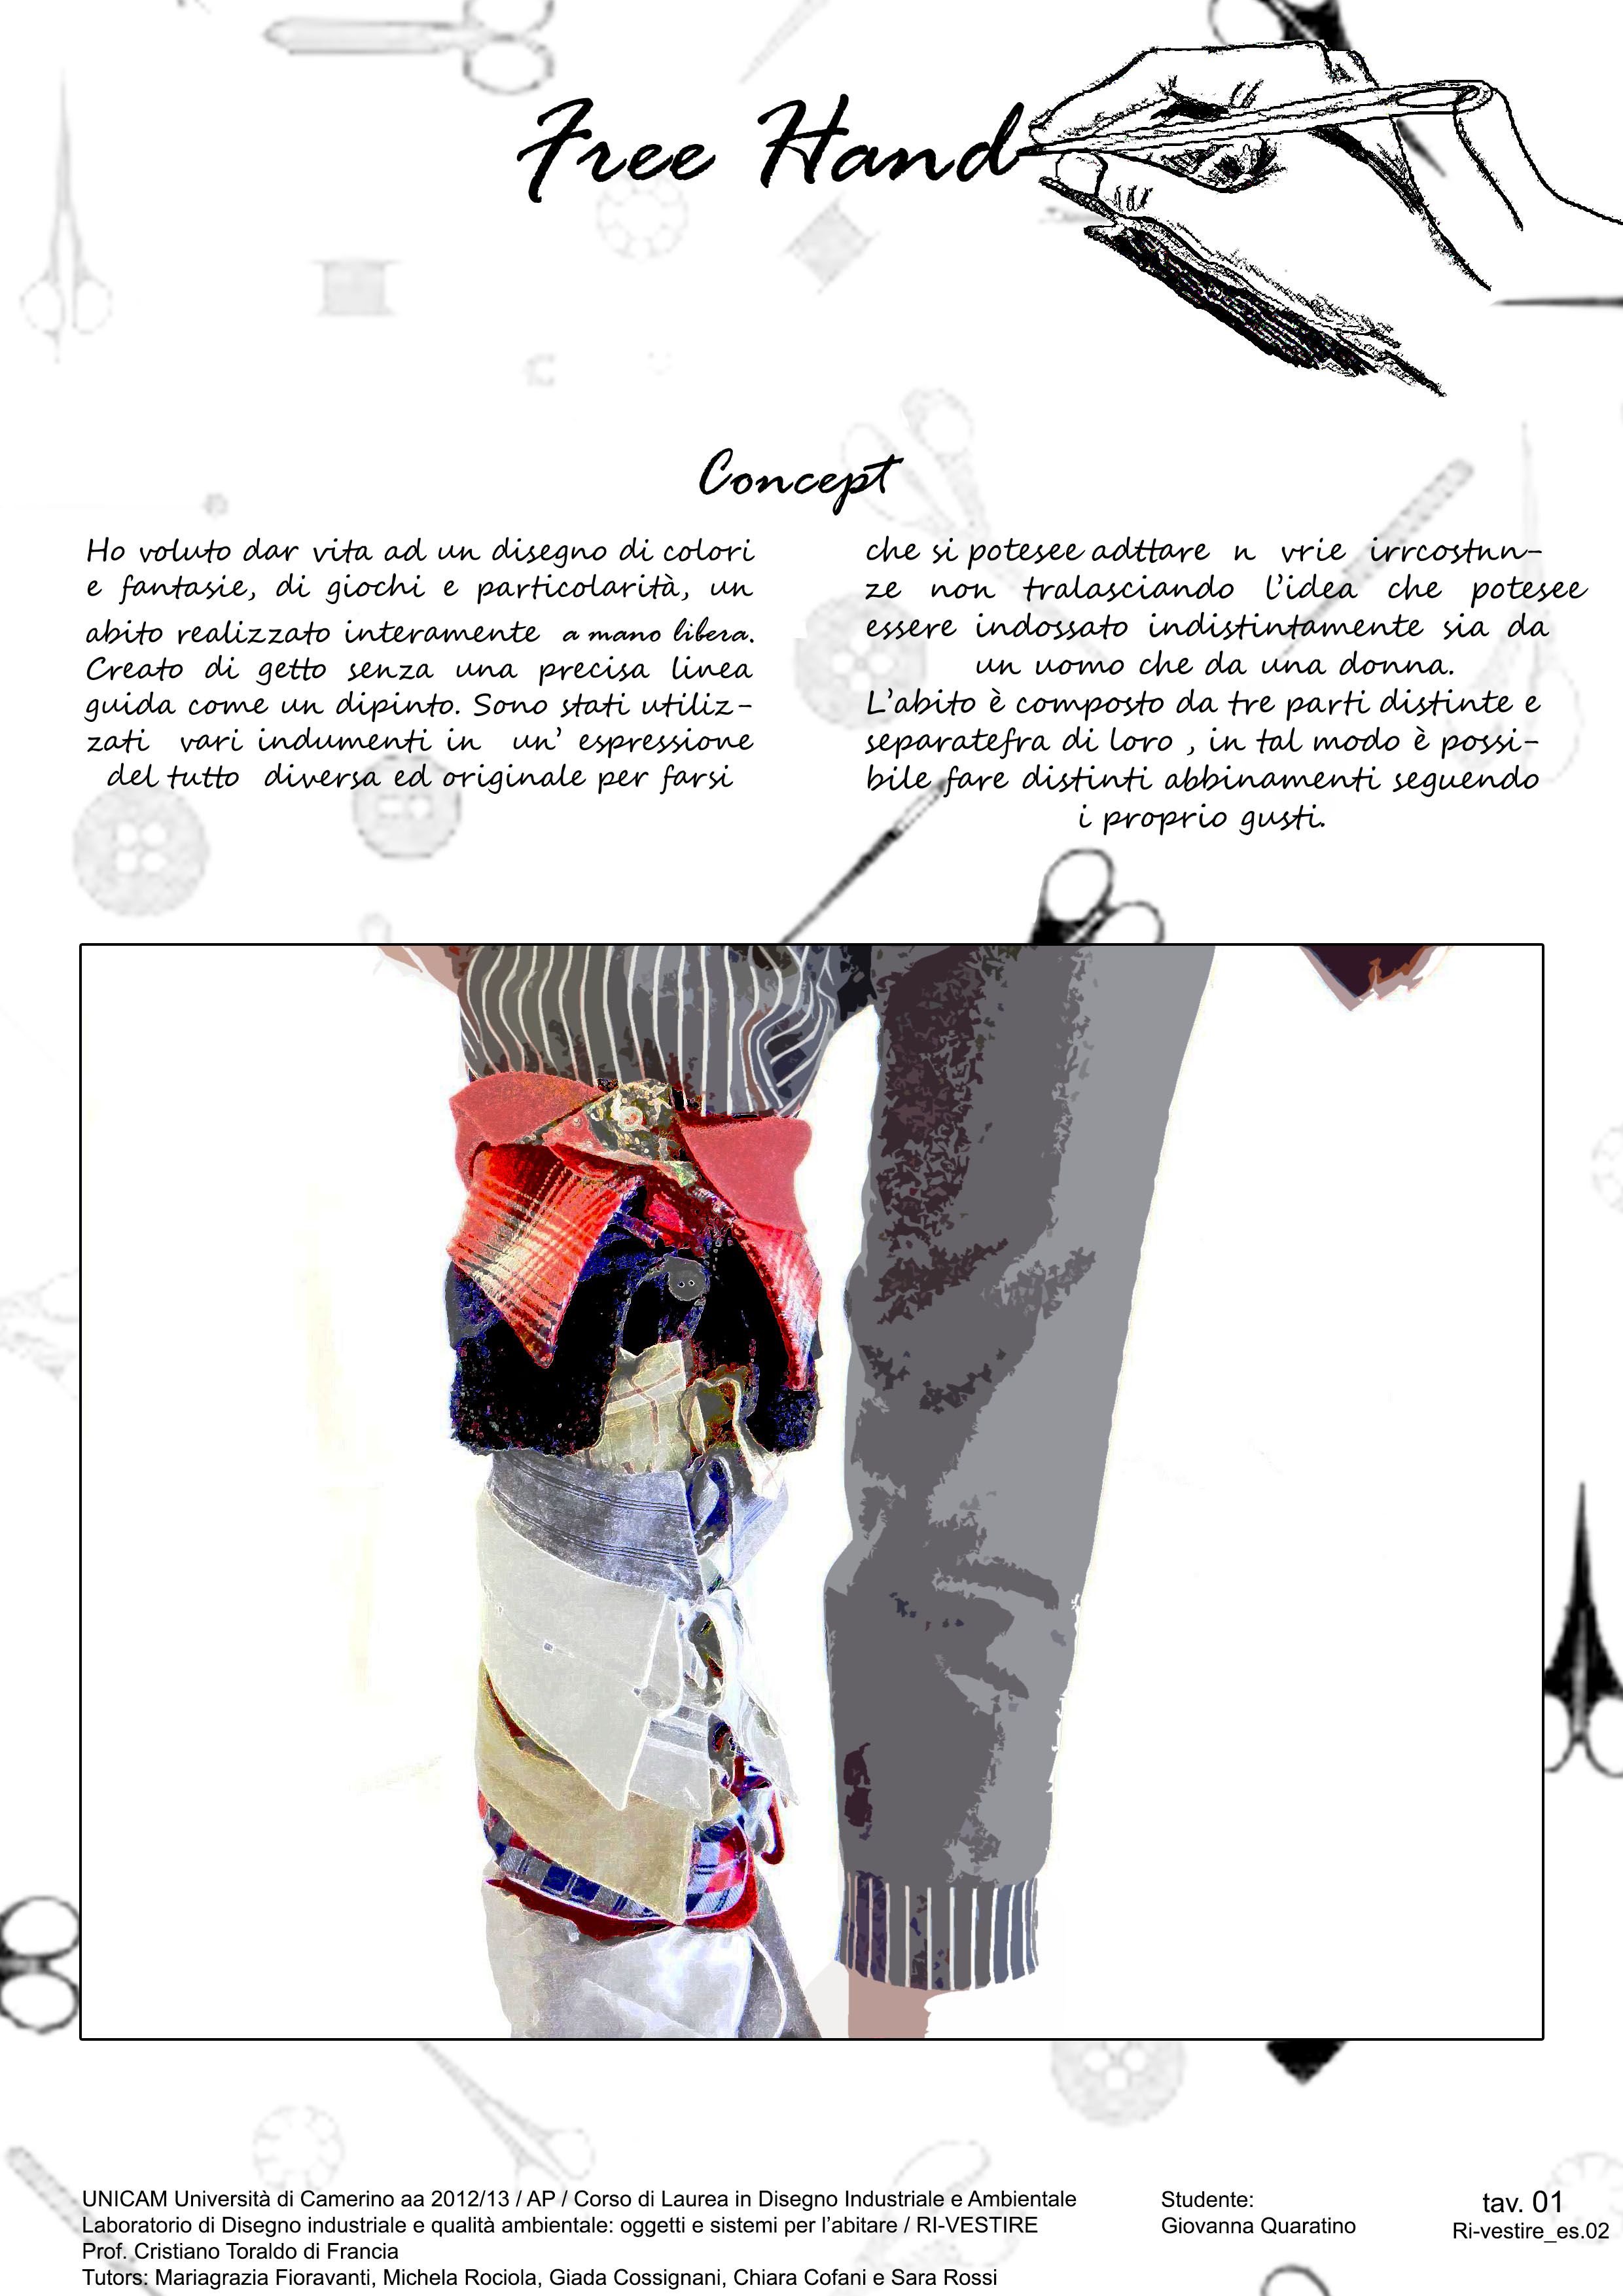 Free Hand
Concept
Ho voluto dar vita ad un disegno di colori
e fantasie, di giochi e particolarità, un
abito realizzato interamente a mano libera.
Creato di getto senza una precisa linea
guida come un dipinto. Sono stati utiliz-
zati vari indumenti in un' espressione
del tutto diversa ed originale per farsi
che si potesee adttare n vrie irrcostnn-
ze non tralasciando l'idea che potesee
essere indossato indistintamente sia da
un uomo che da una donna.
L'abito è composto da tre parti distinte e
separatefra di loro , in tal modo è possi-
bile fare distinti abbinamenti seguendo
i proprio gusti.
UNICAM Università di Camerino aa 2012/13 / AP / Corso di Laurea in Disegno Industriale e Ambientale
Laboratorio di Disegno industriale e qualità ambientale: oggetti e sistemi per l'abitare / RI-VESTIRE
Prof. Cristiano Toraldo di Francia
Tutors: Mariagrazia Fioravanti, Michela Rociola, Giada Cossignani, Chiara Cofani e Sara Rossi
Studente:
Giovanna Quaratino
tav. 01
Ri-vestire_es.02